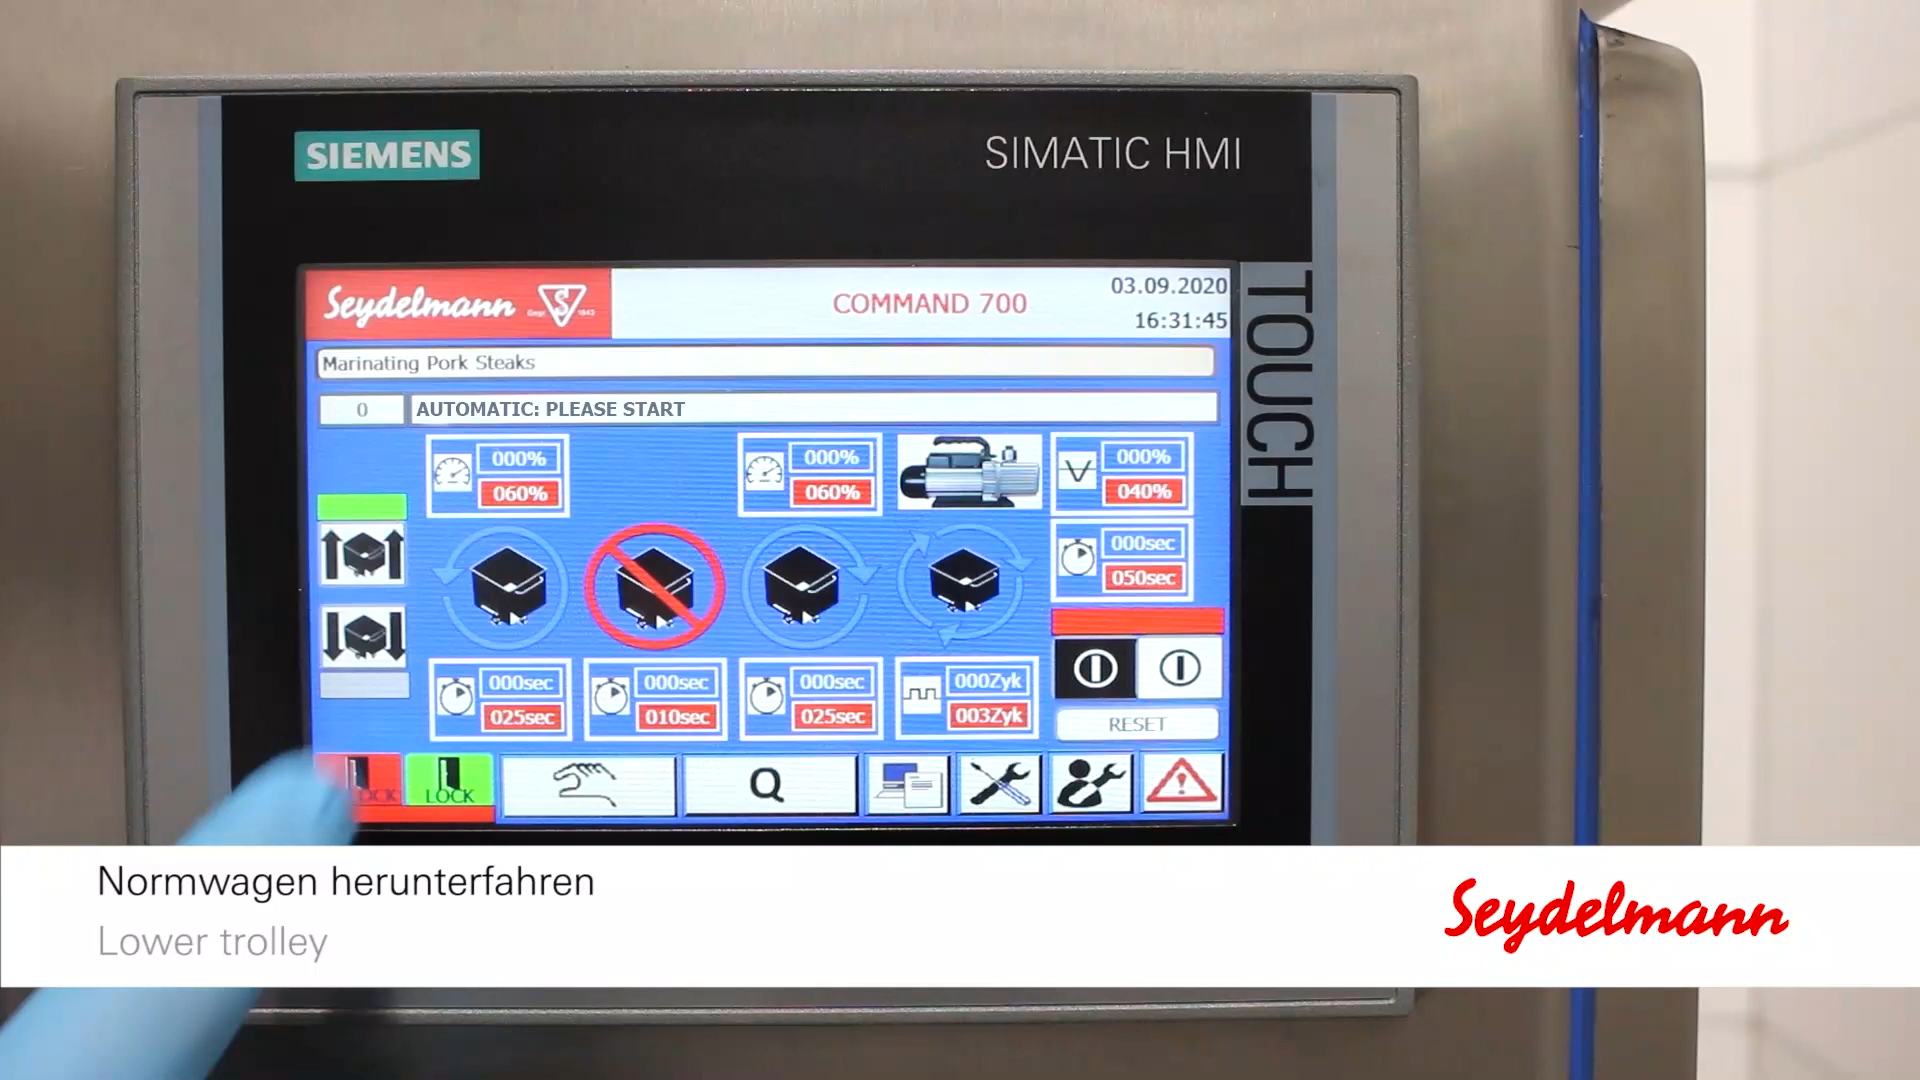 SIEMENS
SIMATIC HMI
TOUCH
Seydelmann
COMMAND 700
03.09.2020
16:31:45
Marinating Pork Steaks
0
AUTOMATIC: PLEASE START
000%
060%
000%
060%
000%
040%
000sec
050sec
000sec
025sec
000sec
010sec
000sec
025sec
000Zyk
003Zyk
RESET
LOCK
Q
Normwagen herunterfahren
Lower trolley
Seydelmann